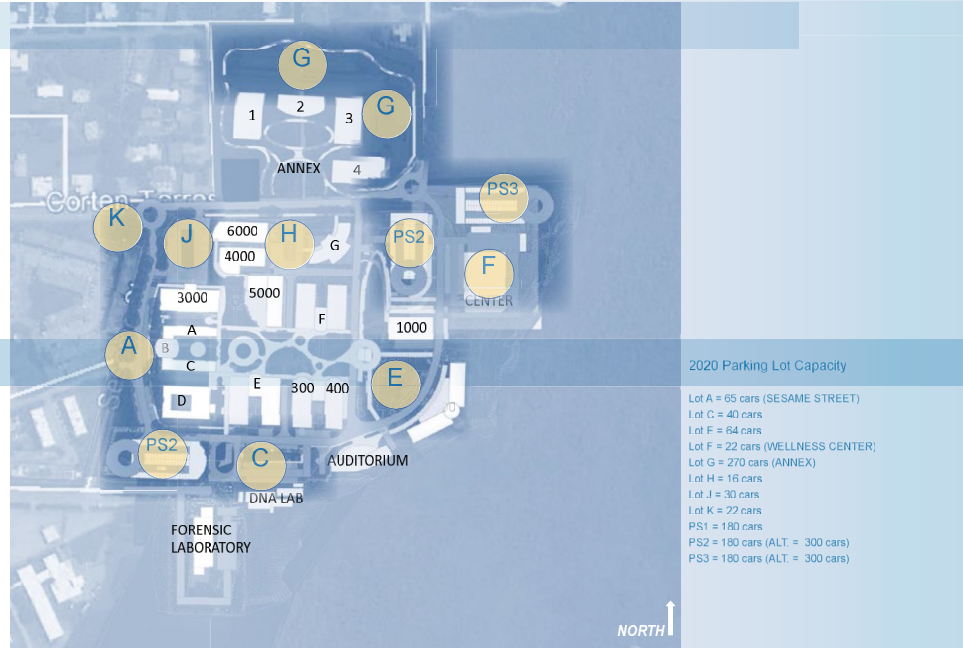 G
G
1
2
3
ANNEX
4
PS3
Corten-Torres
K
J
6000
H
G
PS2
4000
F
5000
3000
CENTER
F
1000
A
A
B
C
E
E
300
400
D
PS2
C
AUDITORIUM
DNA LAB
FORENSIC
LABORATORY
NORTH
2020 Parking Lot Capacity
Lot A = 65 cars (SESAME STREET)
Lot C = 40 cars
Lot E = 64 cars
Lot F = 22 cars (WELLNESS CENTER)
Lot G = 270 cars (ANNEX)
Lot H = 16 cars
Lot J = 30 cars
Lot K = 22 cars
PS1 = 180 cars
PS2 = 180 cars (ALT. = 300 cars)
PS3 = 180 cars (ALT. = 300 cars)